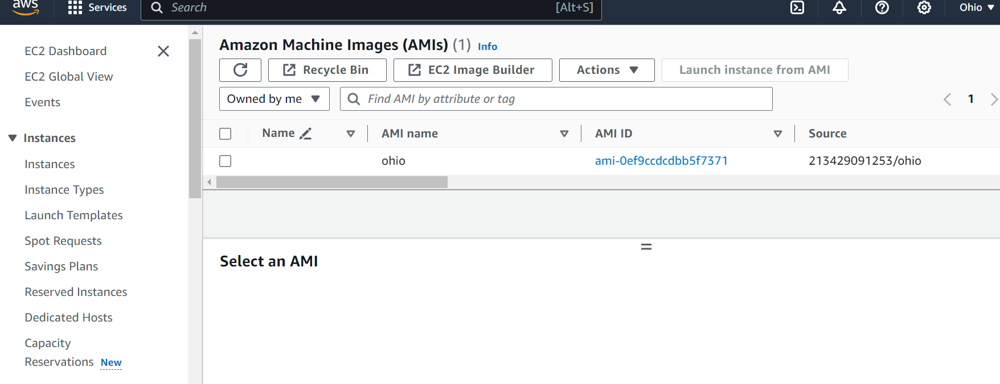 aws Services Search [Alt+S] Ohio
EC2 Dashboard
EC2 Global View
Events
Instances
Instances
Instance Types
Launch Templates
Spot Requests
Savings Plans
Reserved Instances
Dedicated Hosts
Capacity
Reservations New
Amazon Machine Images (AMIs) (1) Info
Recycle Bin EC2 Image Builder Actions Launch instance from AMI
Owned by me Find AMI by attribute or tag 1
Name AMI name AMI ID Source
ohio ami-0ef9ccdcdbb5f7371 213429091253/ohio
Select an AMI